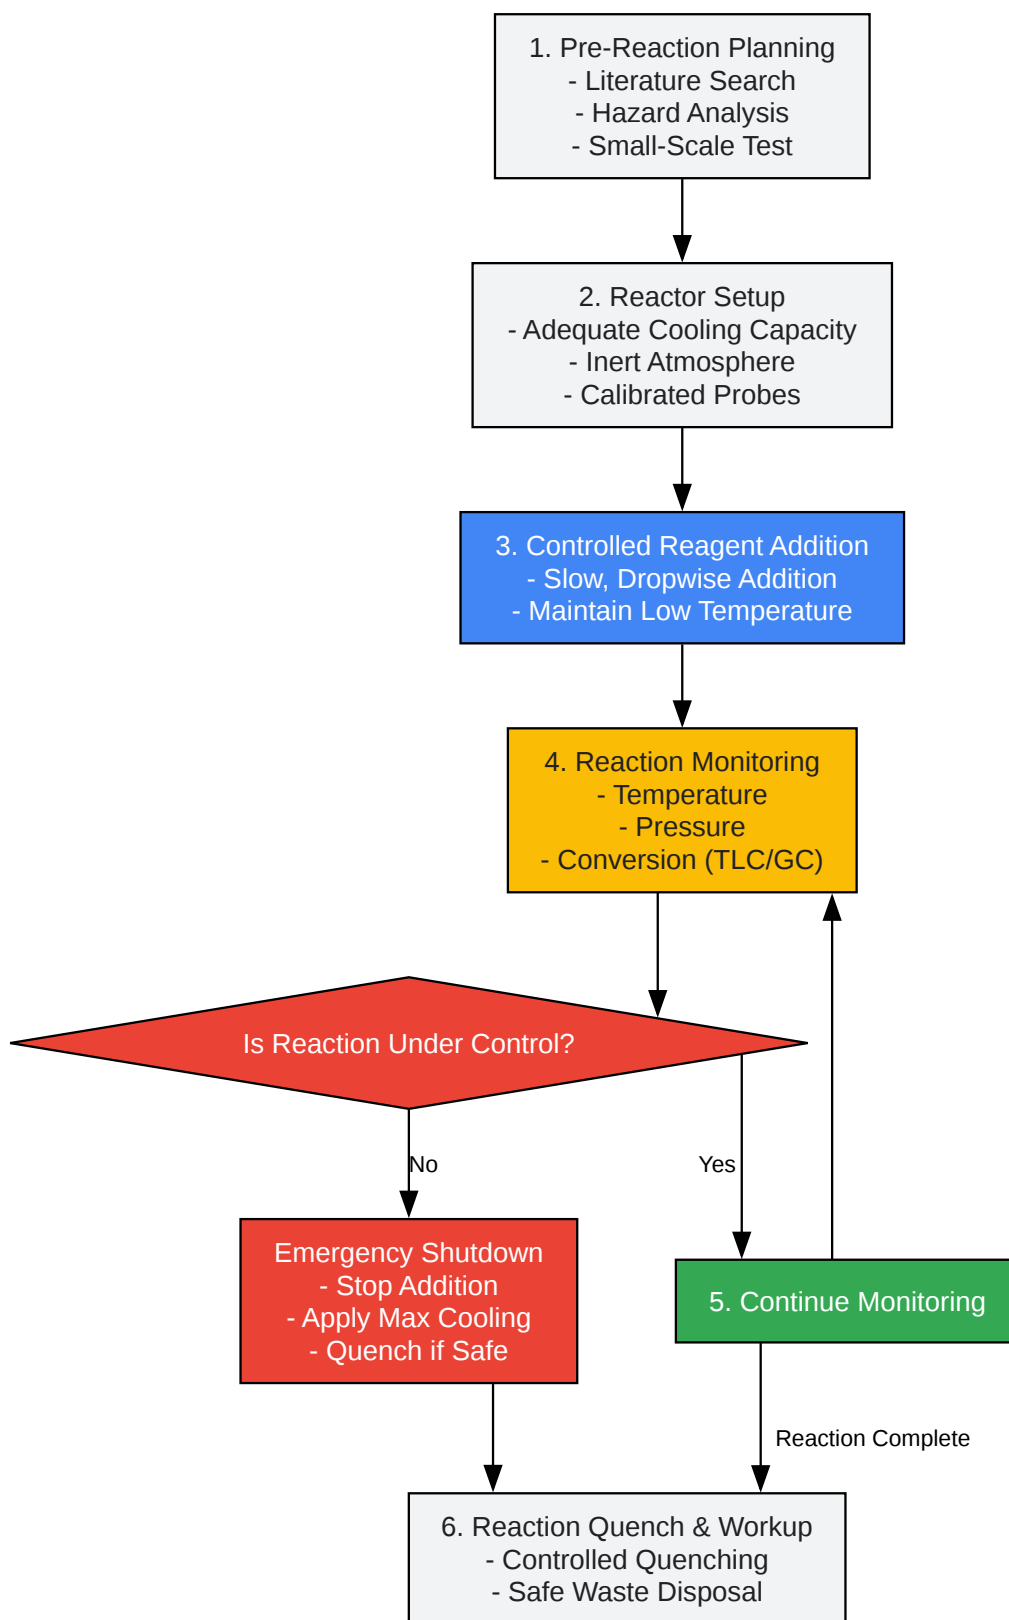 1. Pre-Reaction Planning
- Literature Search
- Hazard Analysis
- Small-Scale Test
2. Reactor Setup
- Adequate Cooling Capacity
- Inert Atmosphere
- Calibrated Probes
3. Controlled Reagent Addition
- Slow, Dropwise Addition
- Maintain Low Temperature
4. Reaction Monitoring
- Temperature
- Pressure
- Conversion (TLC/GC)
Is Reaction Under Control?
No
Yes
Emergency Shutdown
- Stop Addition
- Apply Max Cooling
- Quench if Safe
5. Continue Monitoring
Reaction Complete
6. Reaction Quench & Workup
- Controlled Quenching
- Safe Waste Disposal